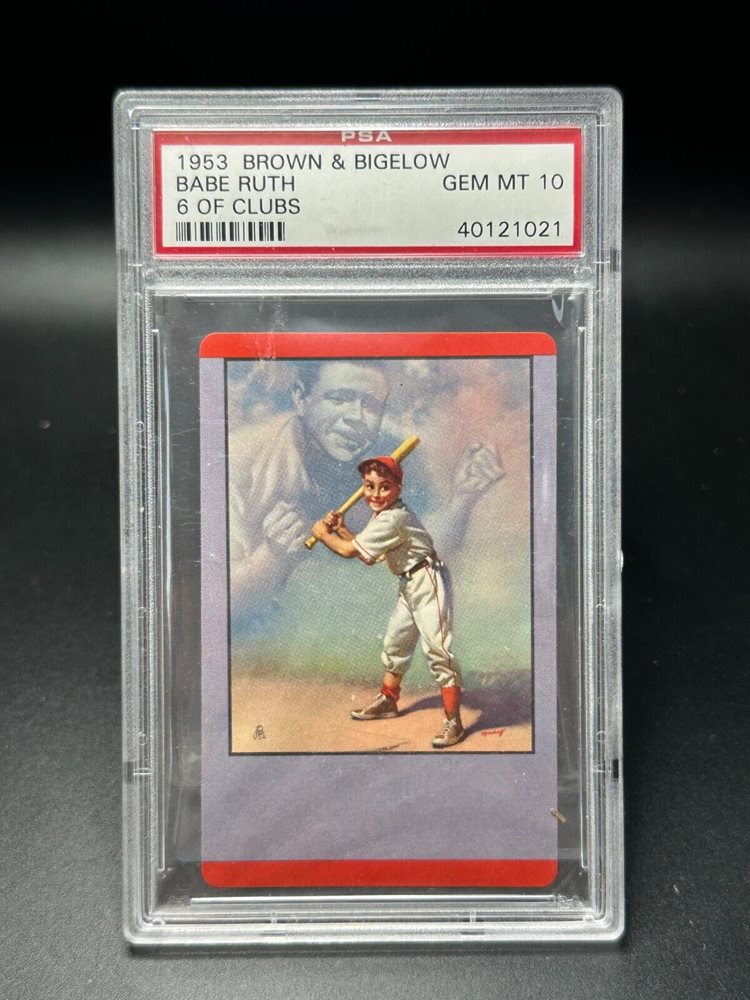 PSA
1953 BROWN & BIGELOW
BABE RUTH GEM MT 10
6 OF CLUBS
40121021